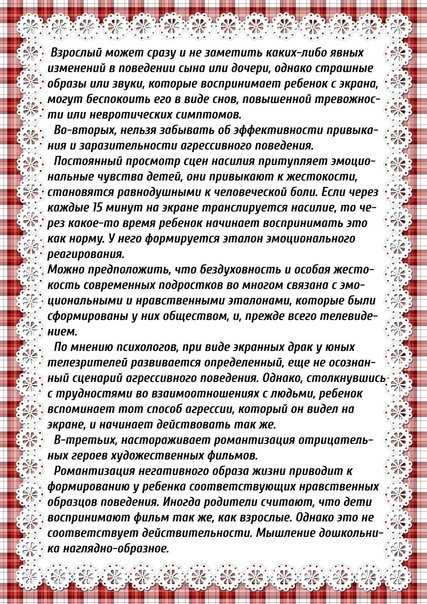 Взрослый может сразу и не заметить каких-либо явных
изменений в поведении сына или дочери, однако страшные
образы или звуки, которые воспринимает ребенок с экрана,
могут беспокоить его в виде снов, повышенной тревожнос-
ти или невротических симптомов.
Во-вторых, нельзя забывать об эффективности привыка-
ния и заразительности агрессивного поведения.
Постоянный просмотр сцен насилия притупляет эмоцио-
нальные чувства детей, они привыкают к жестокости,
становятся равнодушными к человеческой боли. Если через
каждые 15 минут на экране транслируется насилие, то че-
рез какое-то время ребенок начинает воспринимать это
как норму. У него формируется эталон эмоционального
реагирования.
Можно предположить, что бездуховность и особая жесто-
кость современных подростков во многом связана с эмо-
циональными и нравственными эталонами, которые были
сформированы у них обществом, и, прежде всего телевиде-
нием.
По мнению психологов, при виде экранных драк у юных
телезрителей развивается определенный, еще не осознан-
ный сценарий агрессивного поведения. Однако, столкнувшись
с трудностями во взаимоотношениях с людьми, ребенок
вспоминает тот способ агрессии, который он видел на
экране, и начинает действовать так же.
В-третьих, настораживает романтизация отрицатель-
ных героев художественных фильмов.
Романтизация негативного образа жизни приводит к
формированию у ребенка соответствующих нравственных
образцов поведения. Иногда родители считают, что дети
воспринимают фильм так же, как взрослые. Однако это не
соответствует действительности. Мышление дошкольни-
ка наглядно-образное.